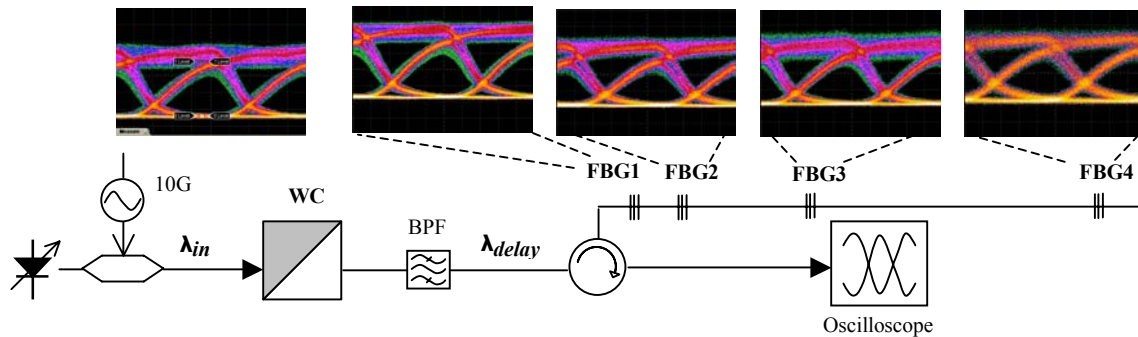 FBG1
FBG2
FBG3
FBG4
10G
WC
BPF
λin
λdelay
Oscilloscope